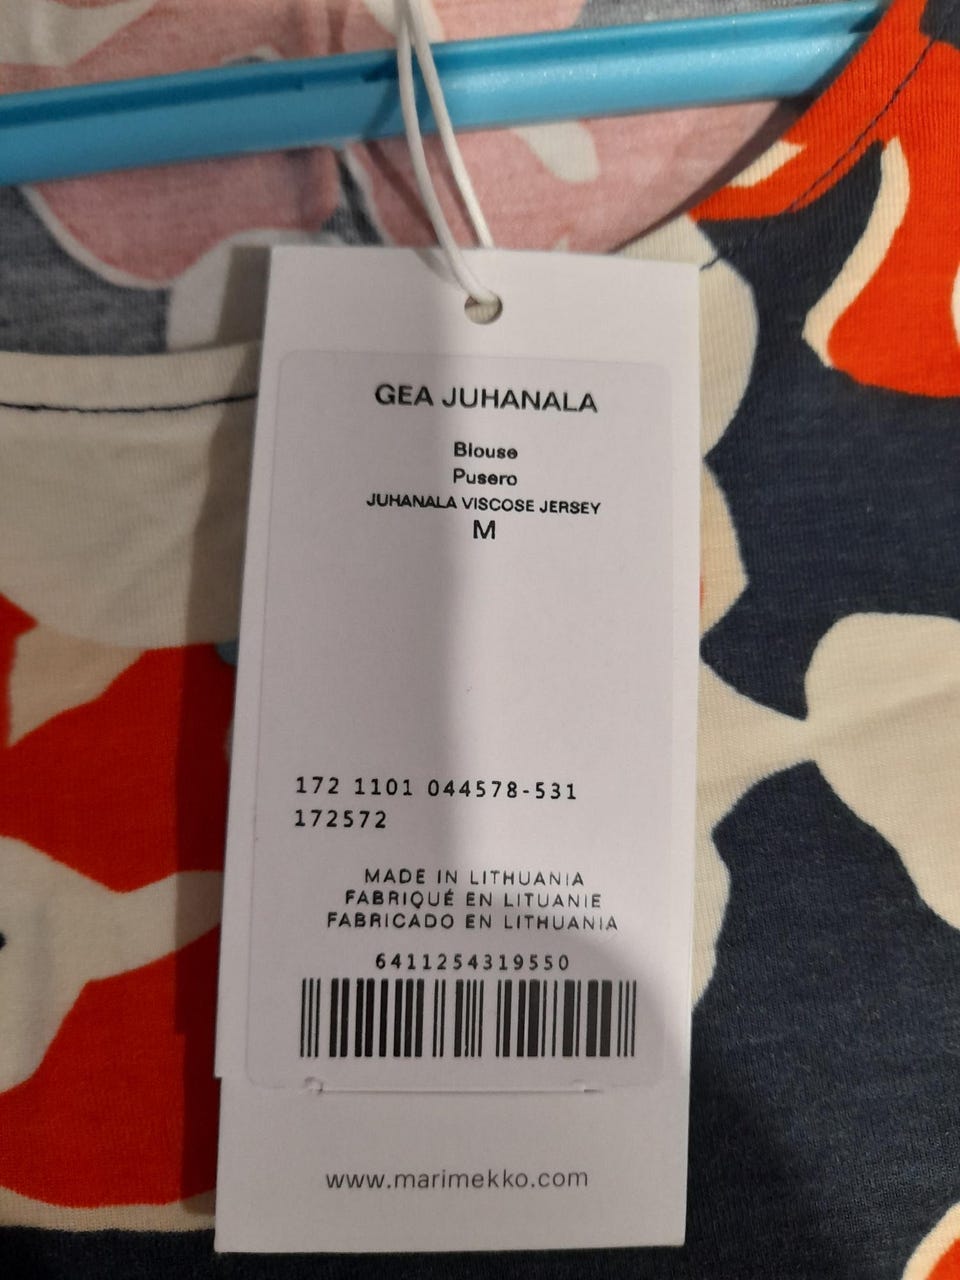 GEA JUHANALA
Blouse
Pusero
JUHANALA VISCOSE JERSEY
M
172 1101 044578-531
172572
MADE IN LITHUANIA
FABRIQUÉ EN LITUANIE
FABRICADO EN LITHUANIA
6411254319550
www.marimekko.com